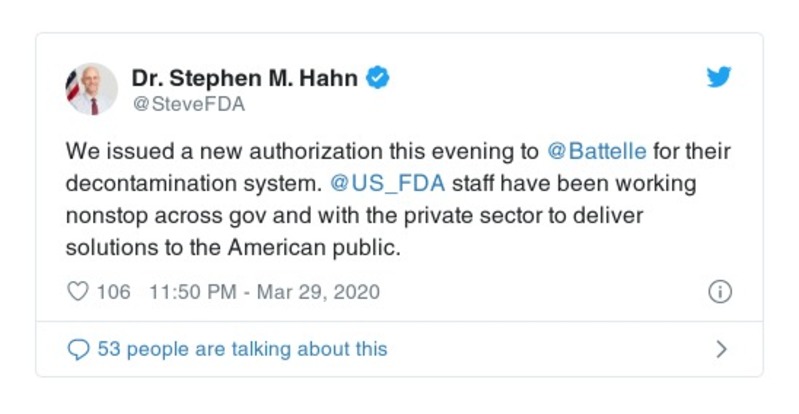 Dr. Stephen M. Hahn
@SteveFDA
We issued a new authorization this evening to @Battelle for their
decontamination system. @US_FDA staff have been working
nonstop across gov and with the private sector to deliver
solutions to the American public.
106 11:50 PM - Mar 29, 2020
53 people are talking about this